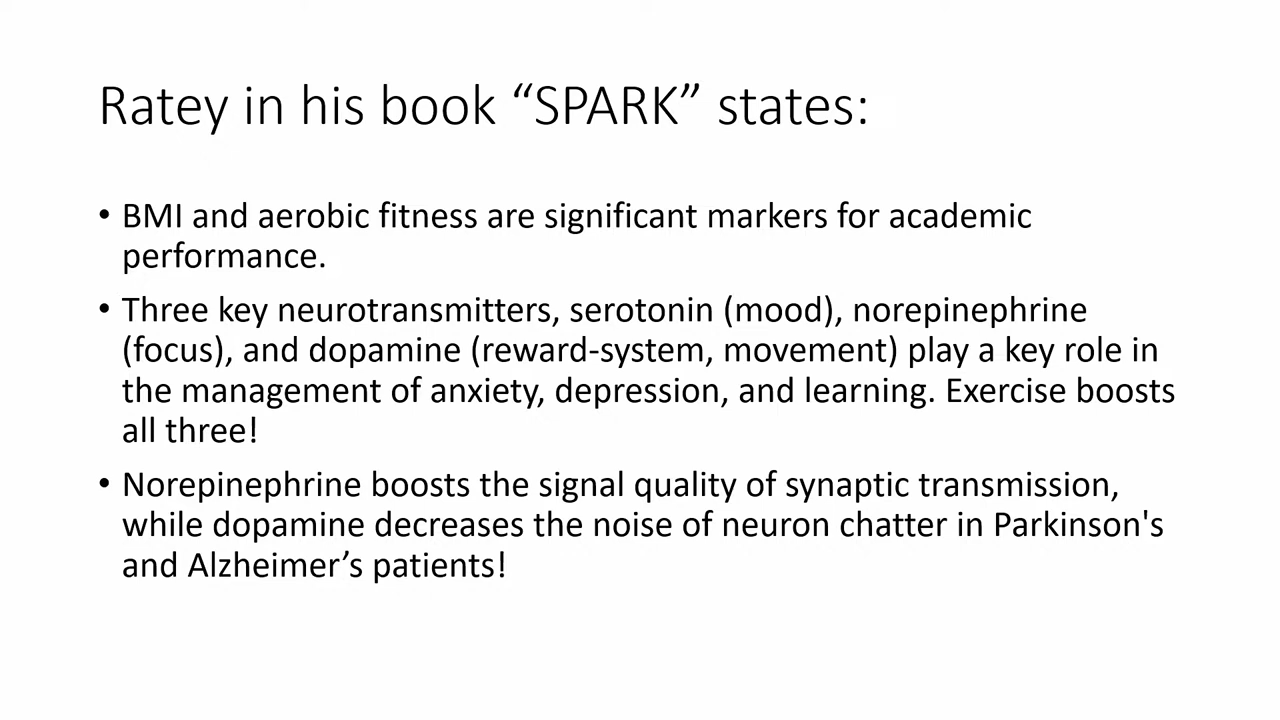 Ratey in his book “SPARK” states:
• BMI and aerobic fitness are significant markers for academic
performance.
• Three key neurotransmitters, serotonin (mood), norepinephrine
(focus), and dopamine (reward-system, movement) play a key role in
the management of anxiety, depression, and learning. Exercise boosts
all three!
• Norepinephrine boosts the signal quality of synaptic transmission,
while dopamine decreases the noise of neuron chatter in Parkinson's
and Alzheimer’s patients!